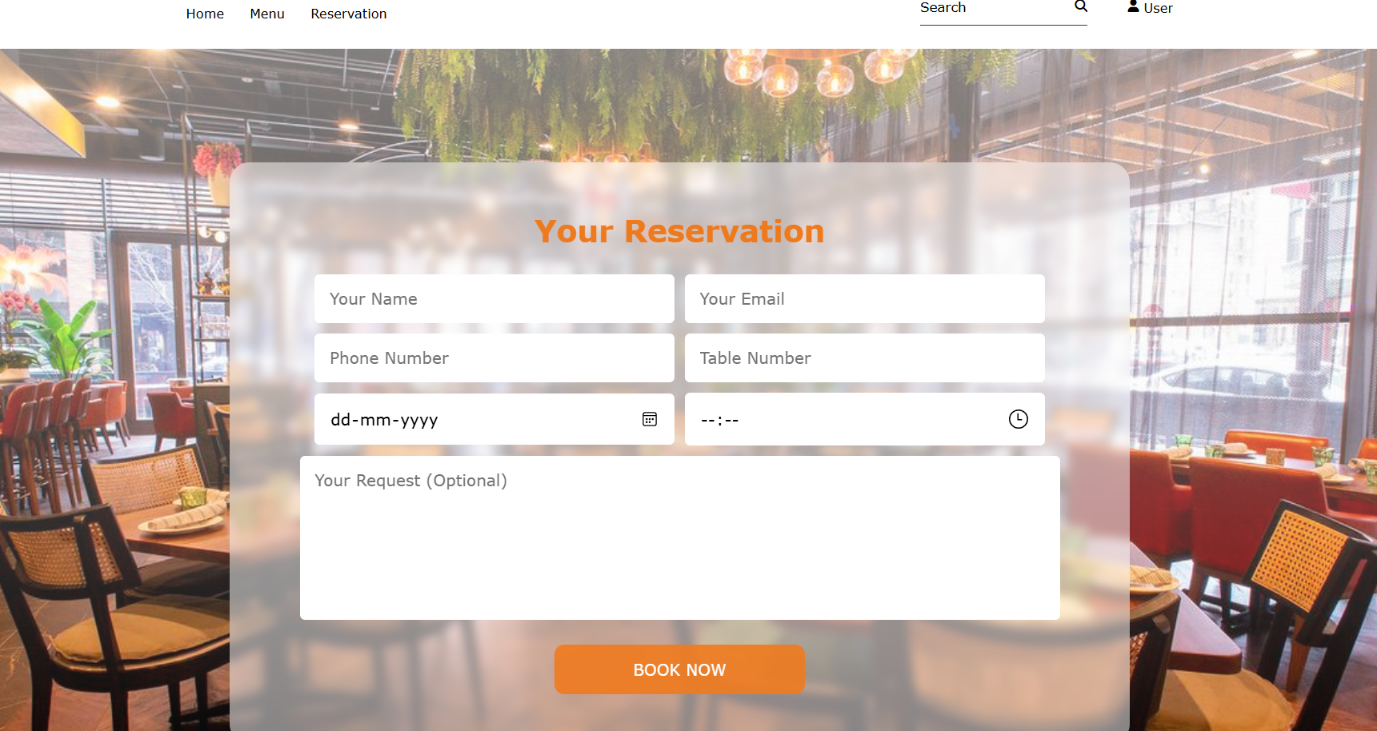 Home Menu Reservation Search User
Your Reservation
Your Name Your Email
Phone Number Table Number
dd-mm-yyyy --:--
Your Request (Optional)
BOOK NOW